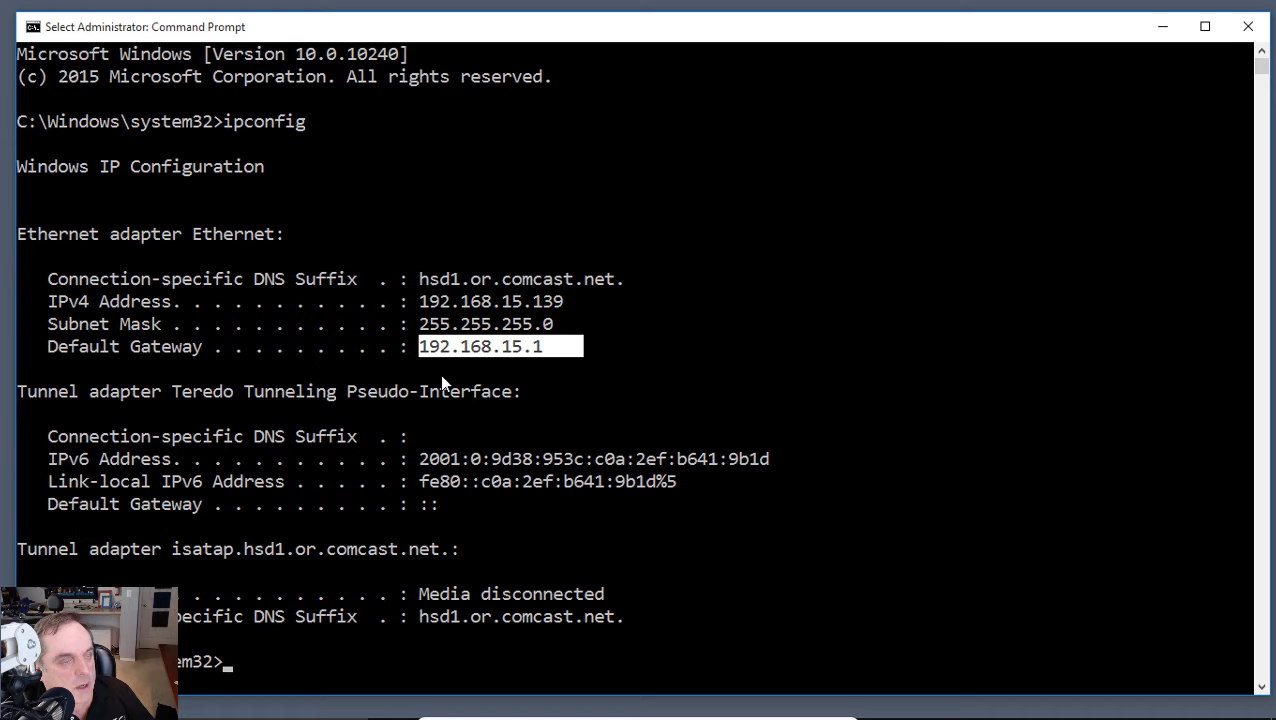 Select Administrator: Command Prompt
Microsoft Windows [Version 10.0.10240]
(c) 2015 Microsoft Corporation. All rights reserved.
C:\Windows\system32>ipconfig
Windows IP Configuration
Ethernet adapter Ethernet:
Connection-specific DNS Suffix . : hsd1.or.comcast.net.
IPv4 Address. . . . . . . . . . . : 192.168.15.139
Subnet Mask . . . . . . . . . . . : 255.255.255.0
Default Gateway . . . . . . . . . : 192.168.15.1
Tunnel adapter Teredo Tunneling Pseudo-Interface:
Connection-specific DNS Suffix . :
IPv6 Address. . . . . . . . . . . : 2001:0:9d38:953c:c0a:2ef:b641:9b1d
Link-local IPv6 Address . . . . . : fe80::c0a:2ef:b641:9b1d%5
Default Gateway . . . . . . . . . : ::
Tunnel adapter isatap.hsd1.or.comcast.net.:
. . . . . . . . . . . : Media disconnected
ecific DNS Suffix . : hsd1.or.comcast.net.
em32>